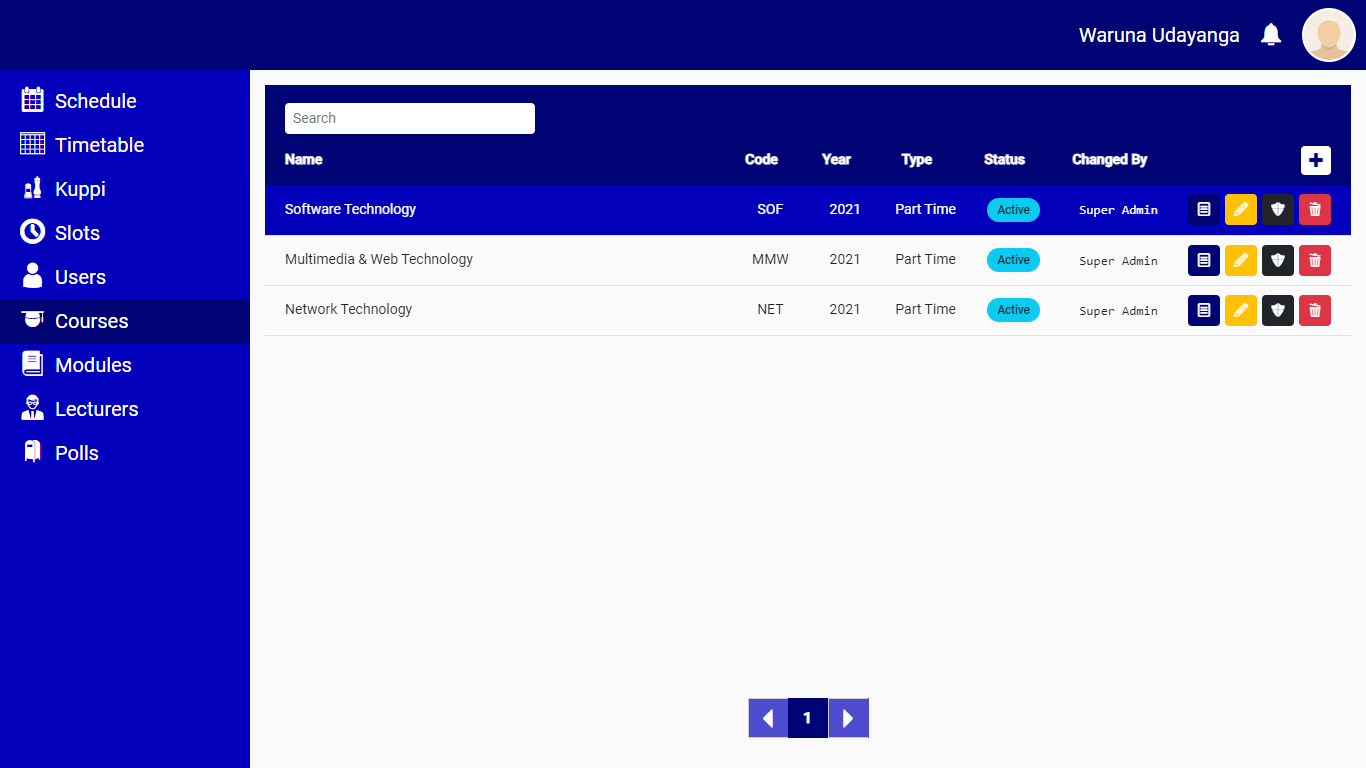 Waruna Udayanga
Schedule
Timetable
Kuppi
Slots
Users
Courses
Modules
Lecturers
Polls
Search
Name Code Year Type Status Changed By
Software Technology SOF 2021 Part Time Active Super Admin
Multimedia & Web Technology MMW 2021 Part Time Active Super Admin
Network Technology NET 2021 Part Time Active Super Admin
1